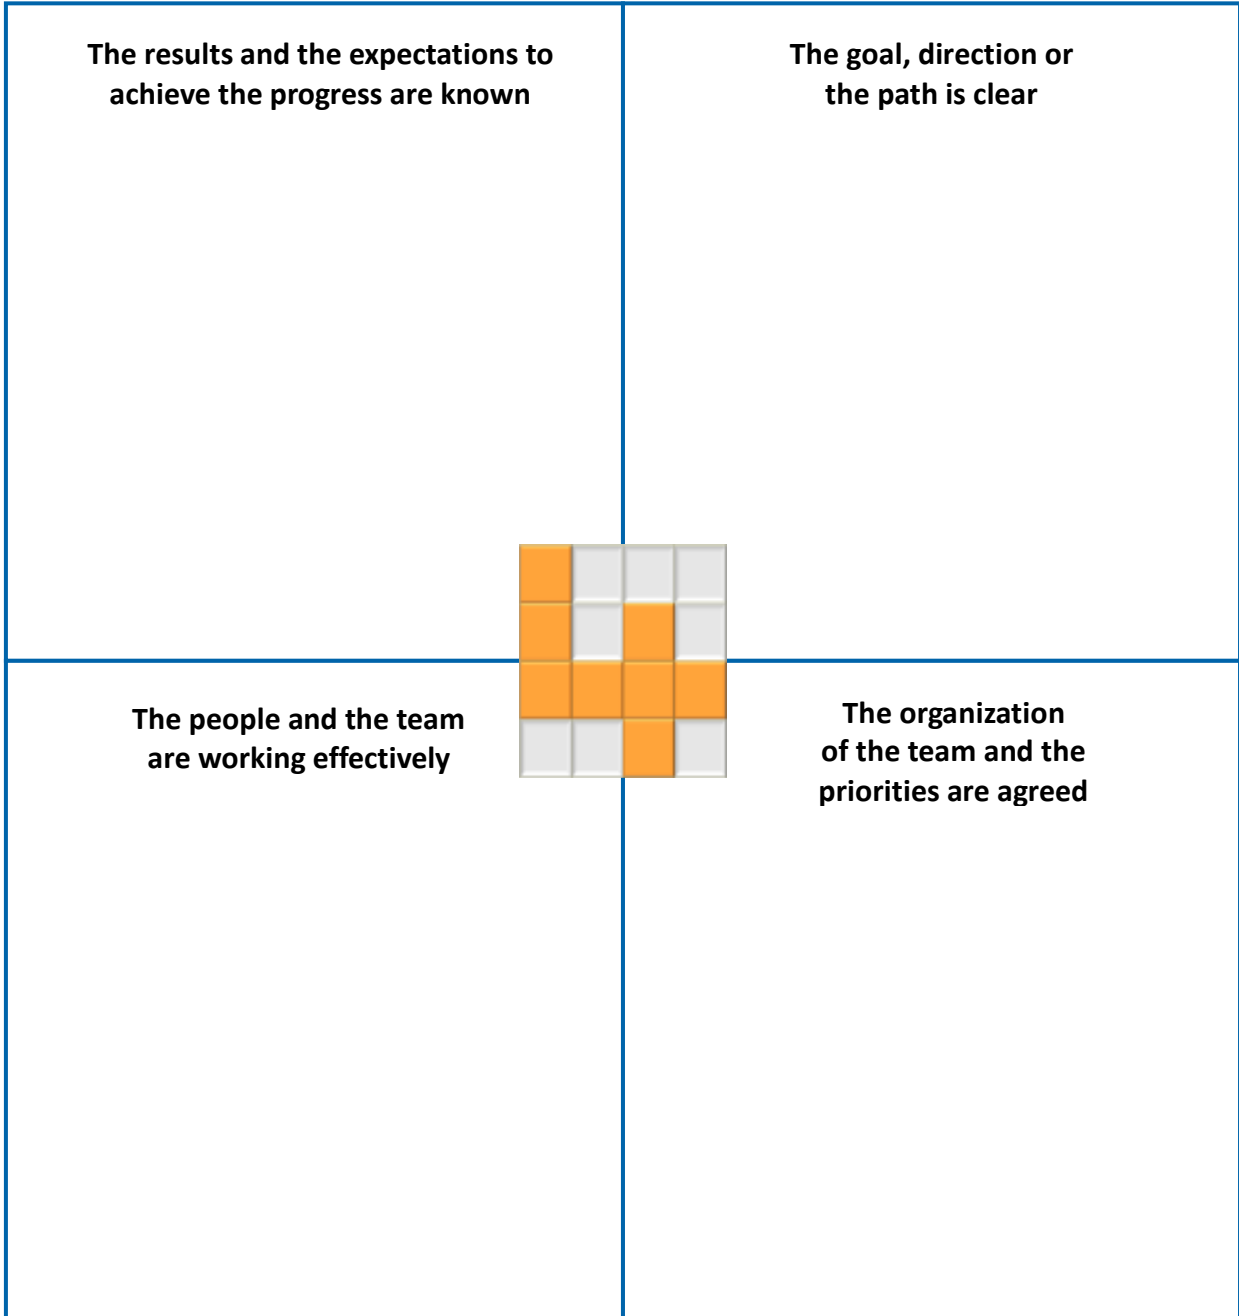 The results and the expectations to
achieve the progress are known
The goal, direction or
the path is clear
The people and the team
are working effectively
The organization
of the team and the
priorities are agreed